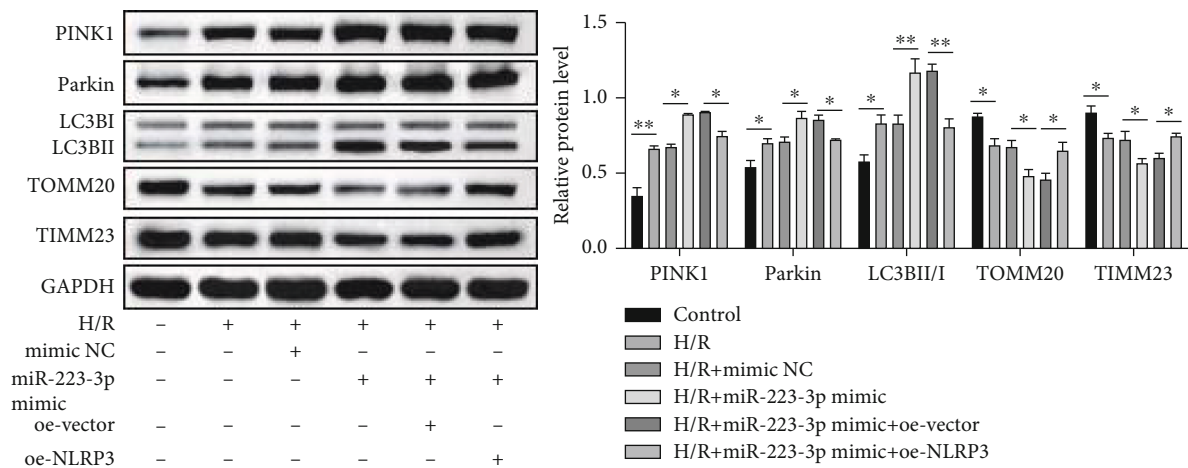 PINK1
Parkin
LC3BI
LC3BII
TOMM20
TIMM23
GAPDH
H/R – + + + + +
mimic NC – – + – – –
miR-223-3p – – – + + +
mimic
oe-vector – – – – + –
oe-NLRP3 – – – – – +
Relative protein level
1.5
1.0
0.5
0.0
** * * * * * * ** ** * * * * * *
PINK1 Parkin LC3BII/I TOMM20 TIMM23
Control
H/R
H/R+mimic NC
H/R+miR-223-3p mimic
H/R+miR-223-3p mimic+oe-vector
H/R+miR-223-3p mimic+oe-NLRP3